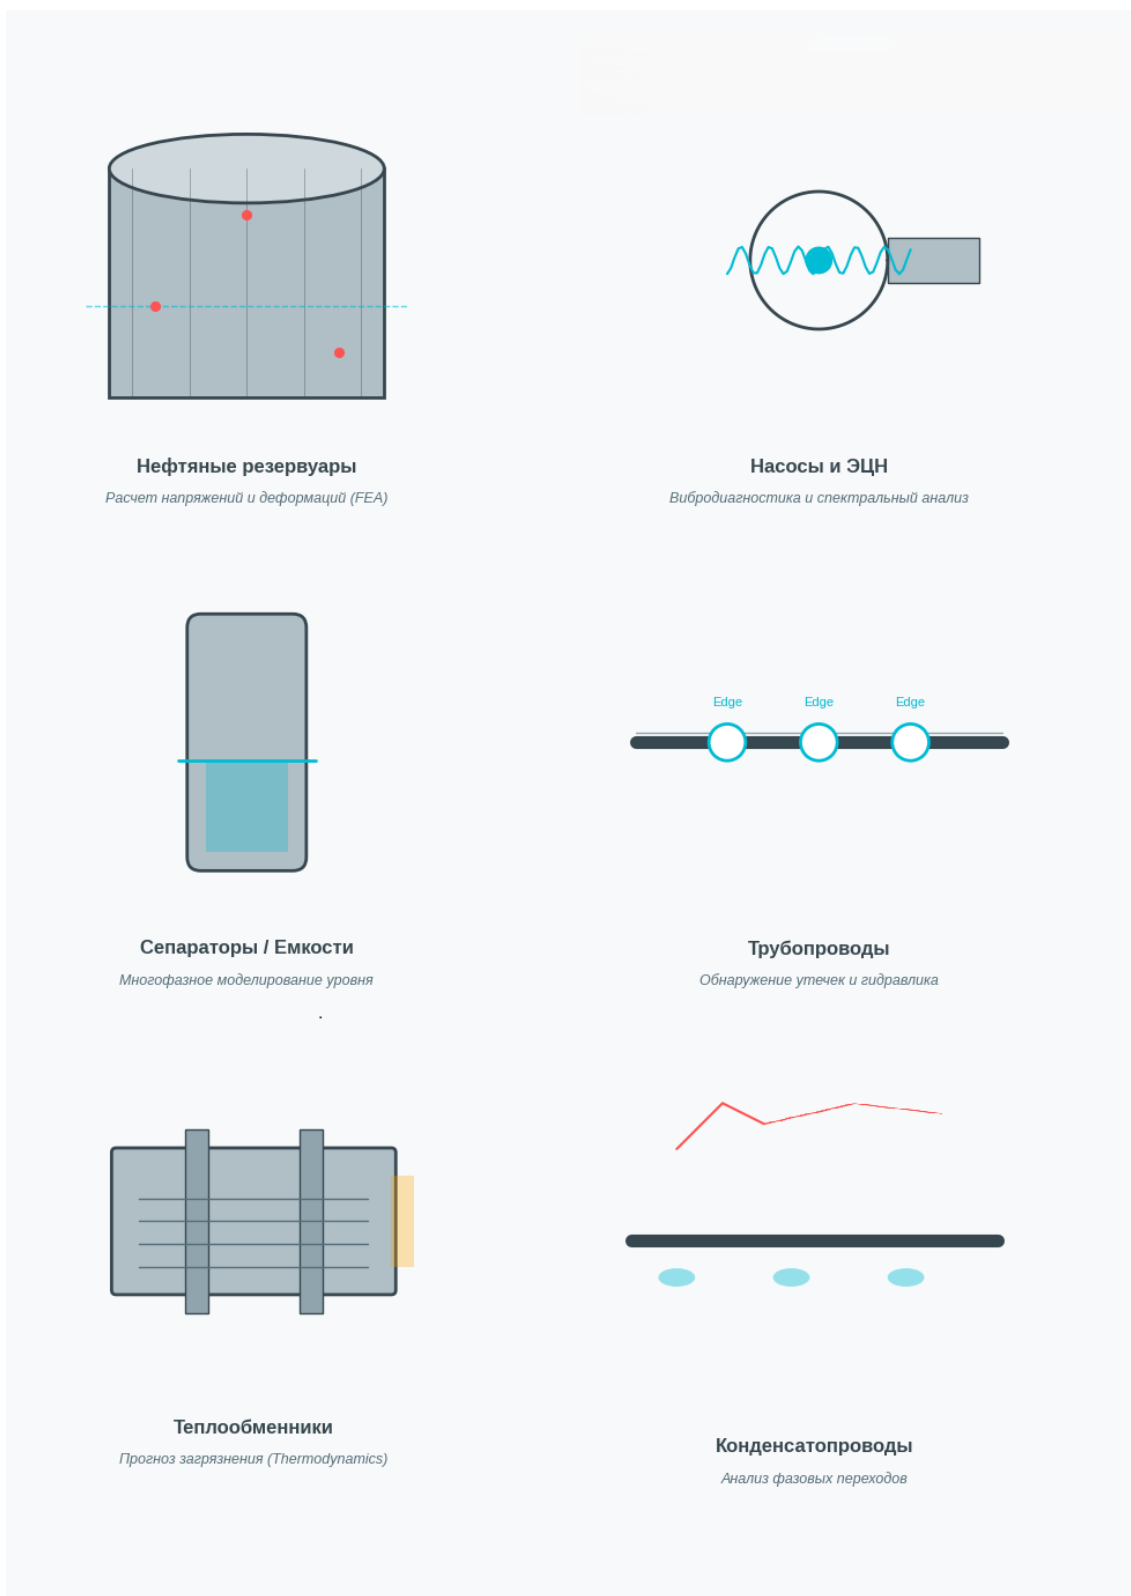 Нефтяные резервуары
Расчет напряжений и деформаций (FEA)
Насосы и ЭЦН
Вибродиагностика и спектральный анализ
Edge Edge Edge
Сепараторы / Емкости
Многофазное моделирование уровня
Трубопроводы
Обнаружение утечек и гидравлика
.
Теплообменники
Прогноз загрязнения (Thermodynamics)
Конденсатопроводы
Анализ фазовых переходов